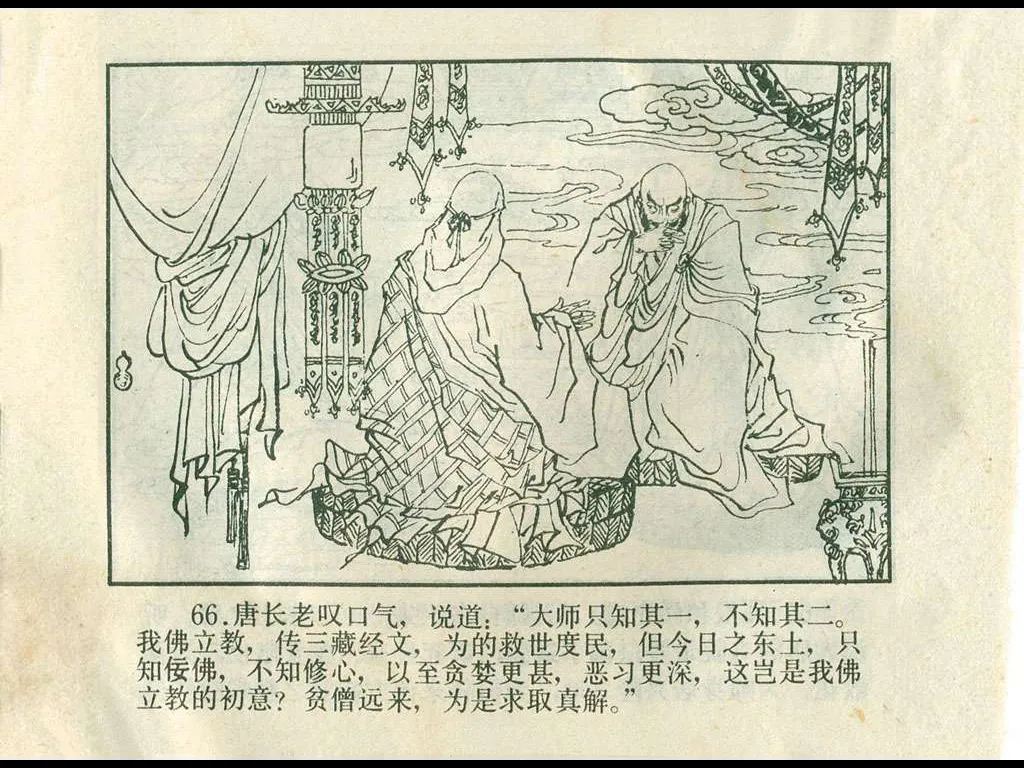 66.唐长老叹口气，说道：“大师只知其一，不知其二。
我佛立教，传三藏经文，为的救世度民，但今日之东土，只
知佞佛，不知修心，以至贪婪更甚，恶习更深，这岂是我佛
立教的初意？贫僧远来，为是求取真解。”